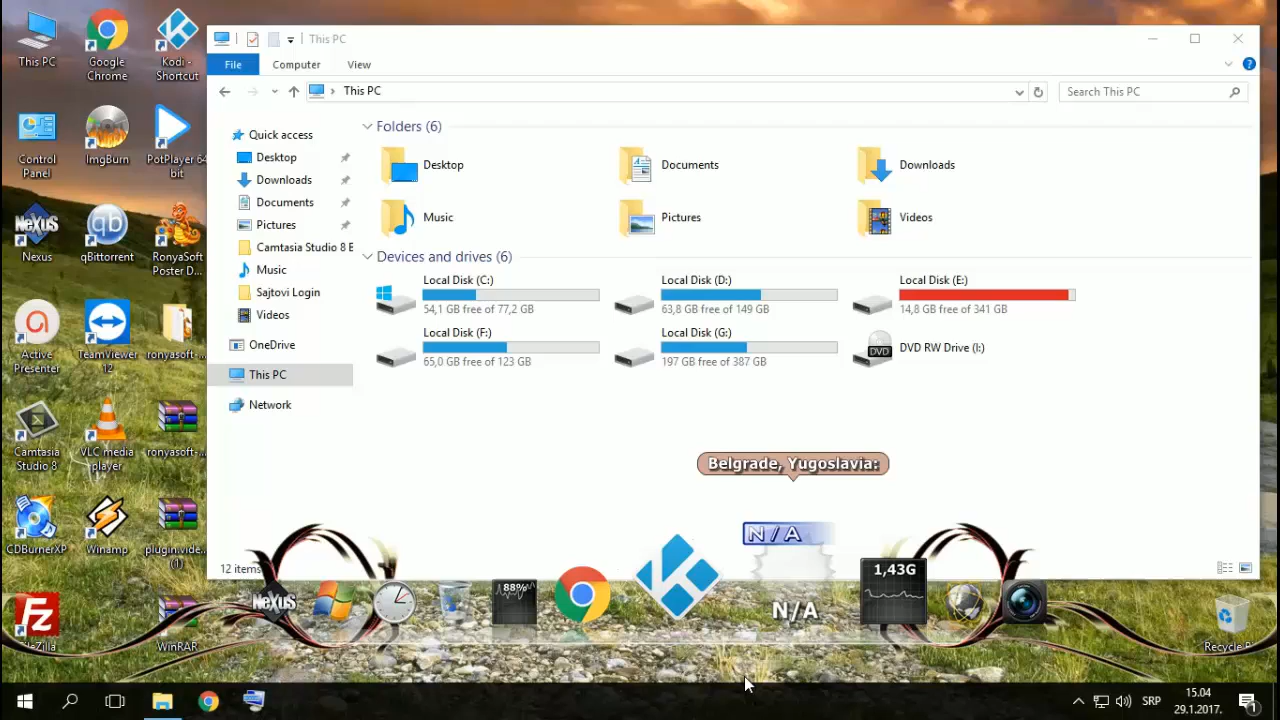 This PC
Google
Chrome
Kodi -
Shortcut
Control
Panel
ImgBurn
PotPlayer 64
bit
Nexus
qBittorrent
RonyaSoft
Poster D...
Active
Presenter
TeamViewer
12
ronyasoft-...
Camtasia
Studio 8
VLC media
player
ronyasoft-...
CDBurnerXP
Winamp
plugin.vide...
(1)
WinRAR
This PC
File
Computer
View
This PC
Search This PC
Quick access
Desktop
Downloads
Documents
Pictures
Camtasia Studio 8 E
Music
Sajtovi Login
Videos
OneDrive
This PC
Network
Folders (6)
Desktop
Documents
Downloads
Music
Pictures
Videos
Devices and drives (6)
Local Disk (C:)
54,1 GB free of 77,2 GB
Local Disk (D:)
63,8 GB free of 149 GB
Local Disk (E:)
14,8 GB free of 341 GB
Local Disk (F:)
65,0 GB free of 123 GB
Local Disk (G:)
197 GB free of 387 GB
DVD
DVD RW Drive (I:)
12 items
Belgrade, Yugoslavia:
N/A
NeXuS
88%
N/A
1,43G
Recycle
SRP
15.04
29.1.2017.
1